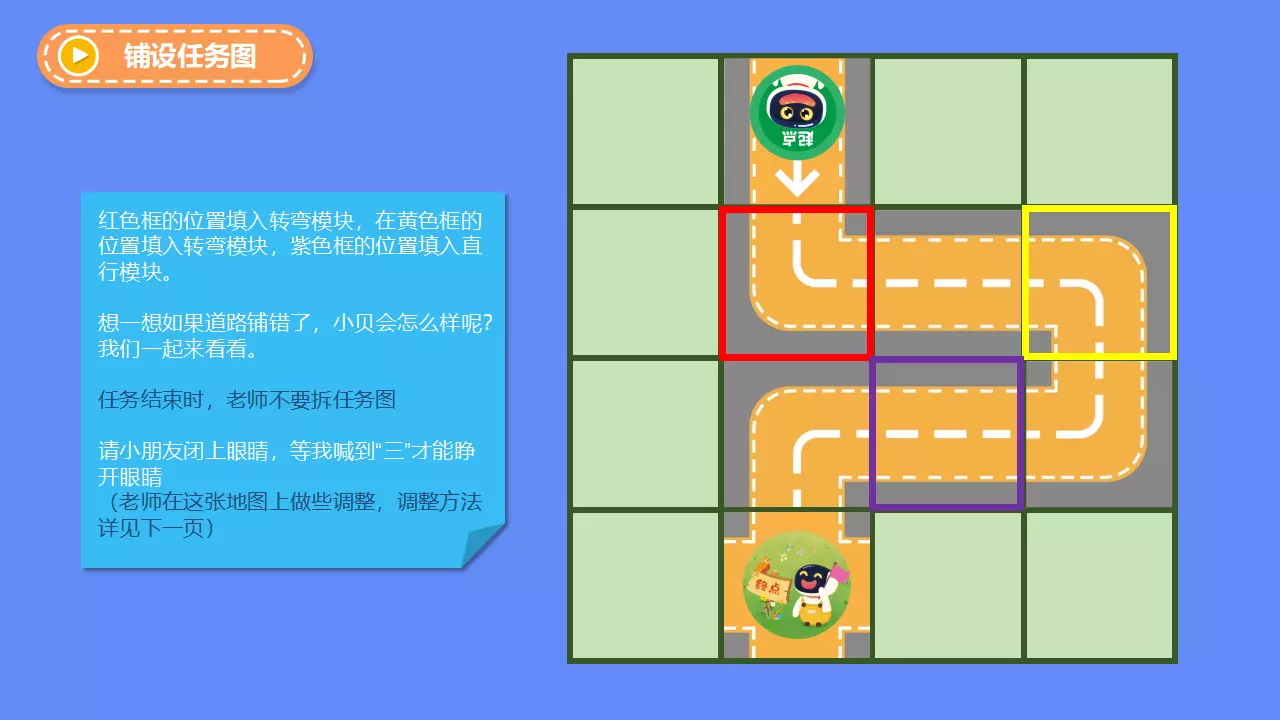 铺设任务图
红色框的位置填入转弯模块，在黄色框的
位置填入转弯模块，紫色框的位置填入直
行模块。
想一想如果道路铺错了，小贝会怎么样呢?
我们一起来看看。
任务结束时，老师不要拆任务图
请小朋友闭上眼睛，等我喊到“三”才能睁
开眼睛
（老师在这张地图上做些调整，调整方法
详见下一页）
起点
终点